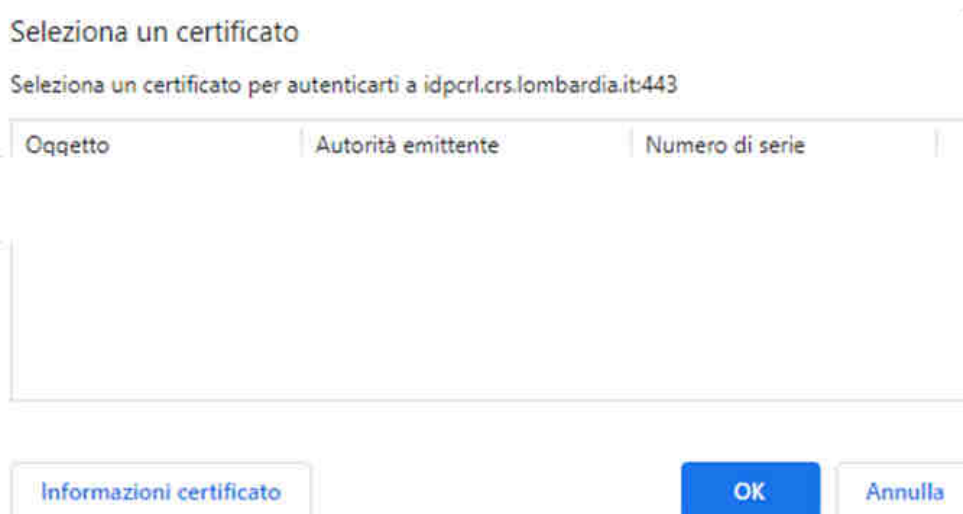 Seleziona un certificato
Seleziona un certificato per autenticarti a idpcrl.crs.lombardia.it:443
Oggetto Autorità emittente Numero di serie
Informazioni certificato OK Annulla